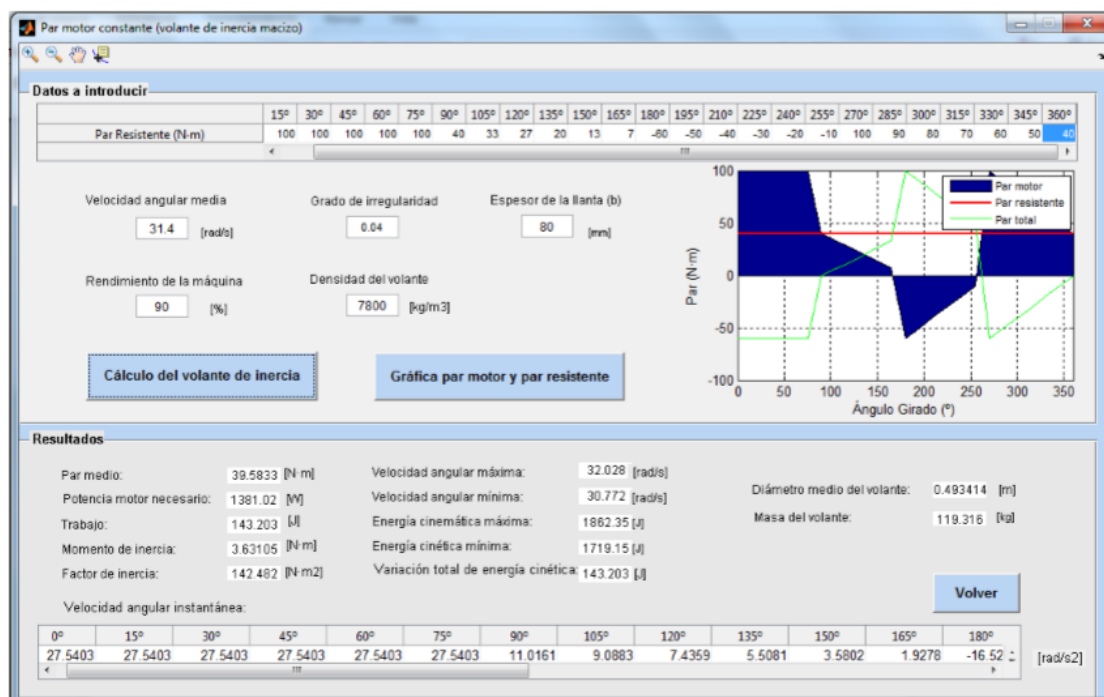 Par motor constante (volante de inercia macizo)
Datos a introducir
15º 30º 45º 60º 75º 90º 105º 120º 135º 150º 165º 180º 195º 210º 225º 240º 255º 270º 285º 300º 315º 330º 345º 360º
Par Resistente (N-m) 100 100 100 100 100 40 33 27 20 13 7 -60 -50 -40 -30 -20 -10 100 90 80 70 60 50 40
Velocidad angular media
31.4 [rad/s]
Grado de irregularidad
0.04
Espesor de la llanta (b)
80 [mm]
Rendimiento de la máquina
90 [%]
Densidad del volante
7800 [kg/m3]
Cálculo del volante de inercia
Gráfica par motor y par resistente
Par motor
Par resistente
Par total
100
50
0
-50
-100
Par (N·m)
0 50 100 150 200 250 300 350
Ángulo Girado (º)
Resultados
Par medio: 39.5833 [N·m]
Potencia motor necesario: 1381.02 [W]
Trabajo: 143.203 [J]
Momento de inercia: 3.63105 [N·m]
Factor de inercia: 142.482 [N·m2]
Velocidad angular máxima: 32.028 [rad/s]
Velocidad angular mínima: 30.772 [rad/s]
Energía cinemática máxima: 1862.35 [J]
Energía cinética mínima: 1719.15 [J]
Variación total de energía cinética: 143.203 [J]
Diámetro medio del volante: 0.493414 [m]
Masa del volante: 119.316 [kg]
Volver
Velocidad angular instantánea:
0º 15º 30º 45º 60º 75º 90º 105º 120º 135º 150º 165º 180º
27.5403 27.5403 27.5403 27.5403 27.5403 27.5403 11.0161 9.0883 7.4359 5.5081 3.5802 1.9278 -16.52
[rad/s2]